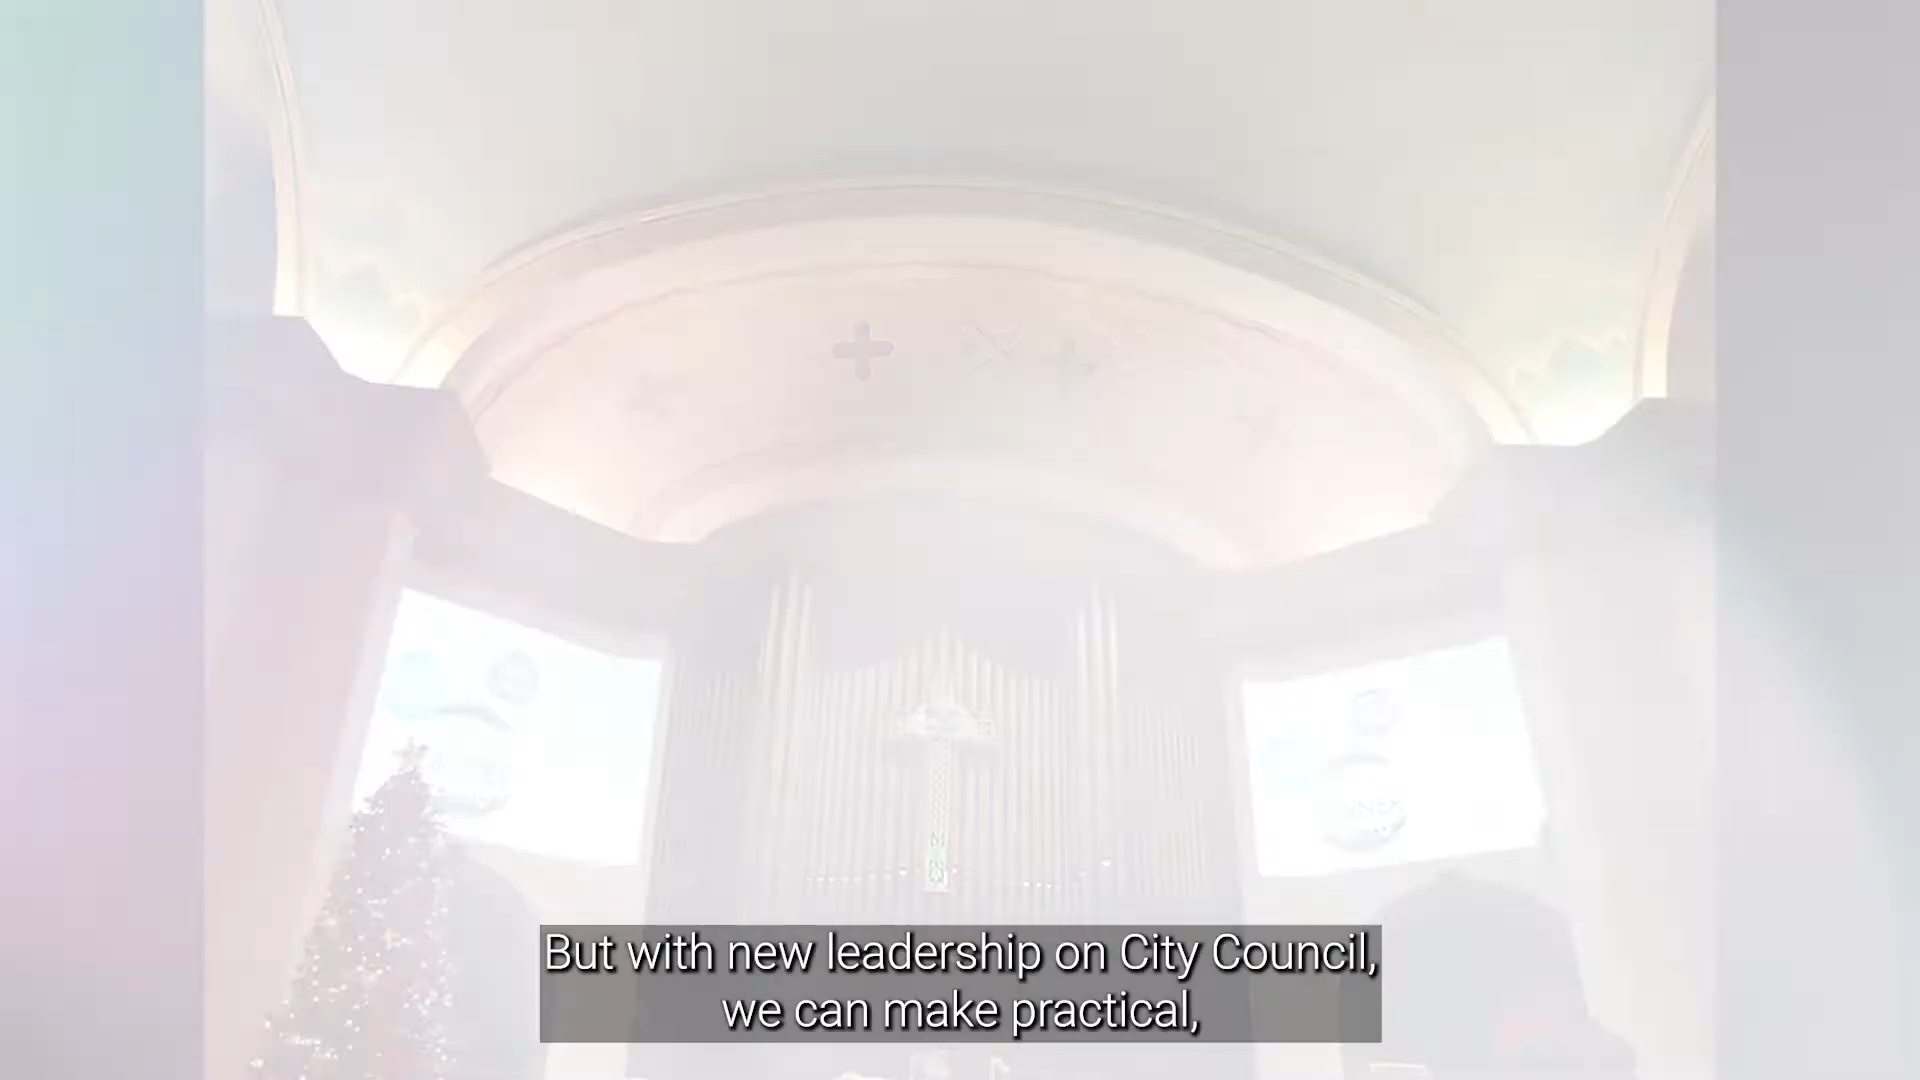 But with new leadership on City Council,
we can make practical,